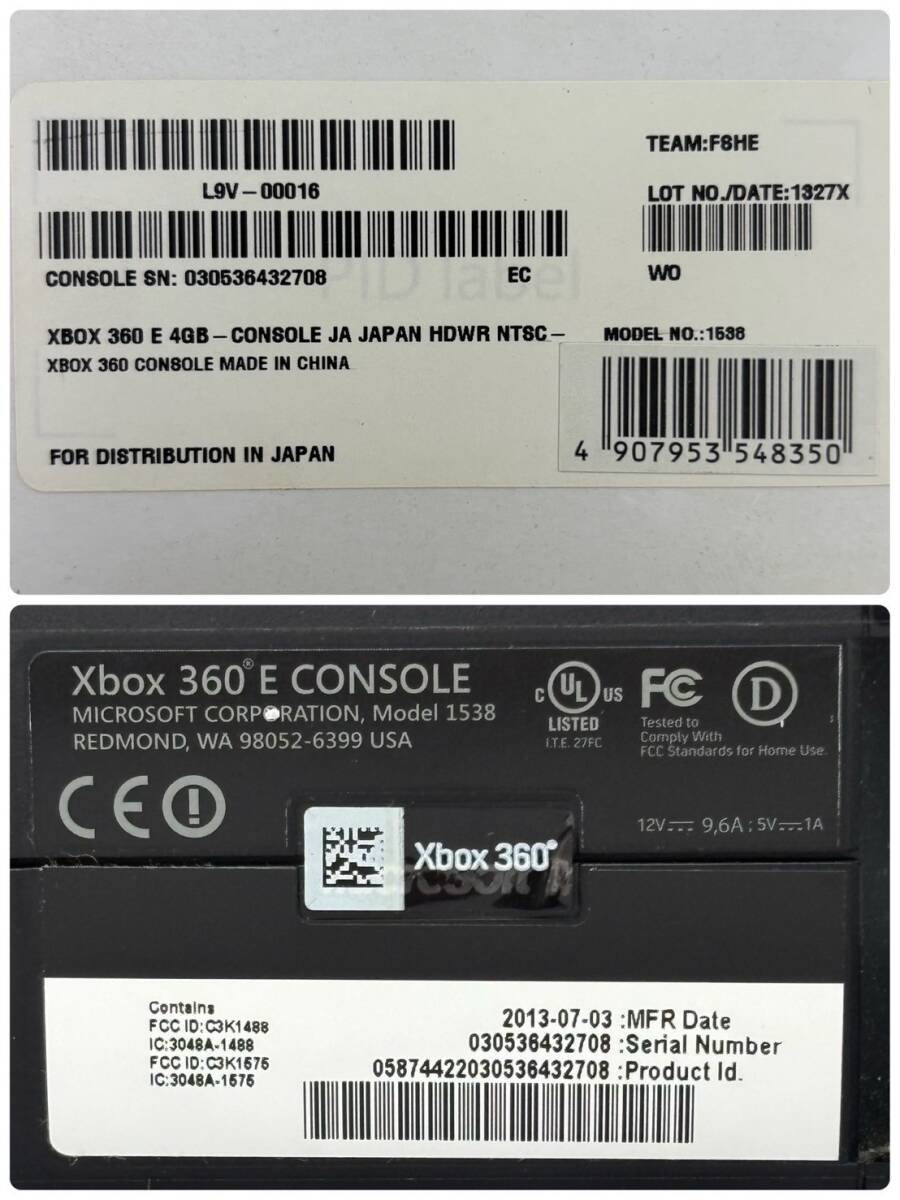 TEAM:F8HE
L9V-00016
LOT NO./DATE:1327X
CONSOLE SN: 030536432708 EC
WO
PID label
XBOX 360 E 4GB-CONSOLE JA JAPAN HDWR NTSC-
MODEL NO.:1538
XBOX 360 CONSOLE MADE IN CHINA
FOR DISTRIBUTION IN JAPAN
4 907953 548350
Xbox 360® E CONSOLE
MICROSOFT CORPORATION, Model 1538
REDMOND, WA 98052-6399 USA
C UL US
LISTED
I.T.E. 27FC
FC
Tested to
Comply With
FCC Standards for Home Use.
D
CE
12V⎓ 9,6A ; 5V⎓1A
Xbox 360®
Microsoft
Contains
FCC ID:C3K1488
IC:3048A-1488
FCC ID:C3K1575
IC:3048A-1575
2013-07-03 :MFR Date
030536432708 :Serial Number
05874422030536432708 :Product Id.